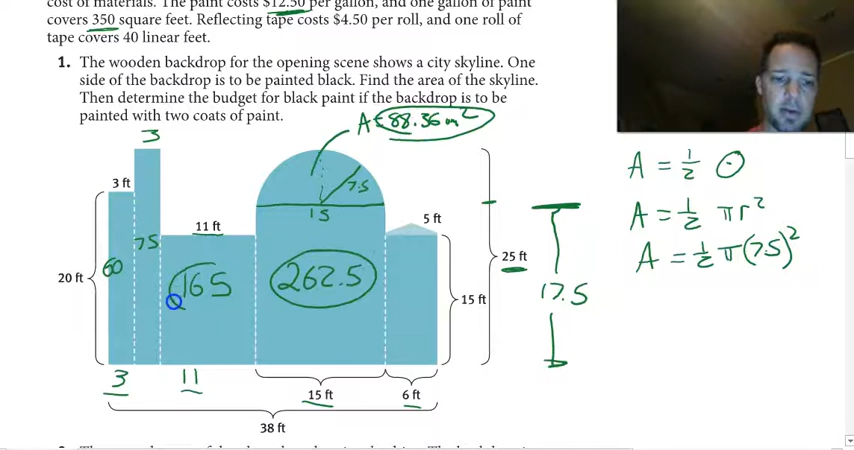 cost of materials. The paint costs $12.50 per gallon, and one gallon of paint
covers 350 square feet. Reflecting tape costs $4.50 per roll, and one roll of
tape covers 40 linear feet.
1. The wooden backdrop for the opening scene shows a city skyline. One
side of the backdrop is to be painted black. Find the area of the skyline.
Then determine the budget for black paint if the backdrop is to be
painted with two coats of paint.
A = 88.36 m²
3
3 ft
7.5
15
11 ft
5 ft
75
60
165
262.5
20 ft
25 ft
15 ft
17.5
3
11
15 ft
6 ft
38 ft
A = 1/2
A = 1/2 πr²
A = 1/2 π(7.5)²